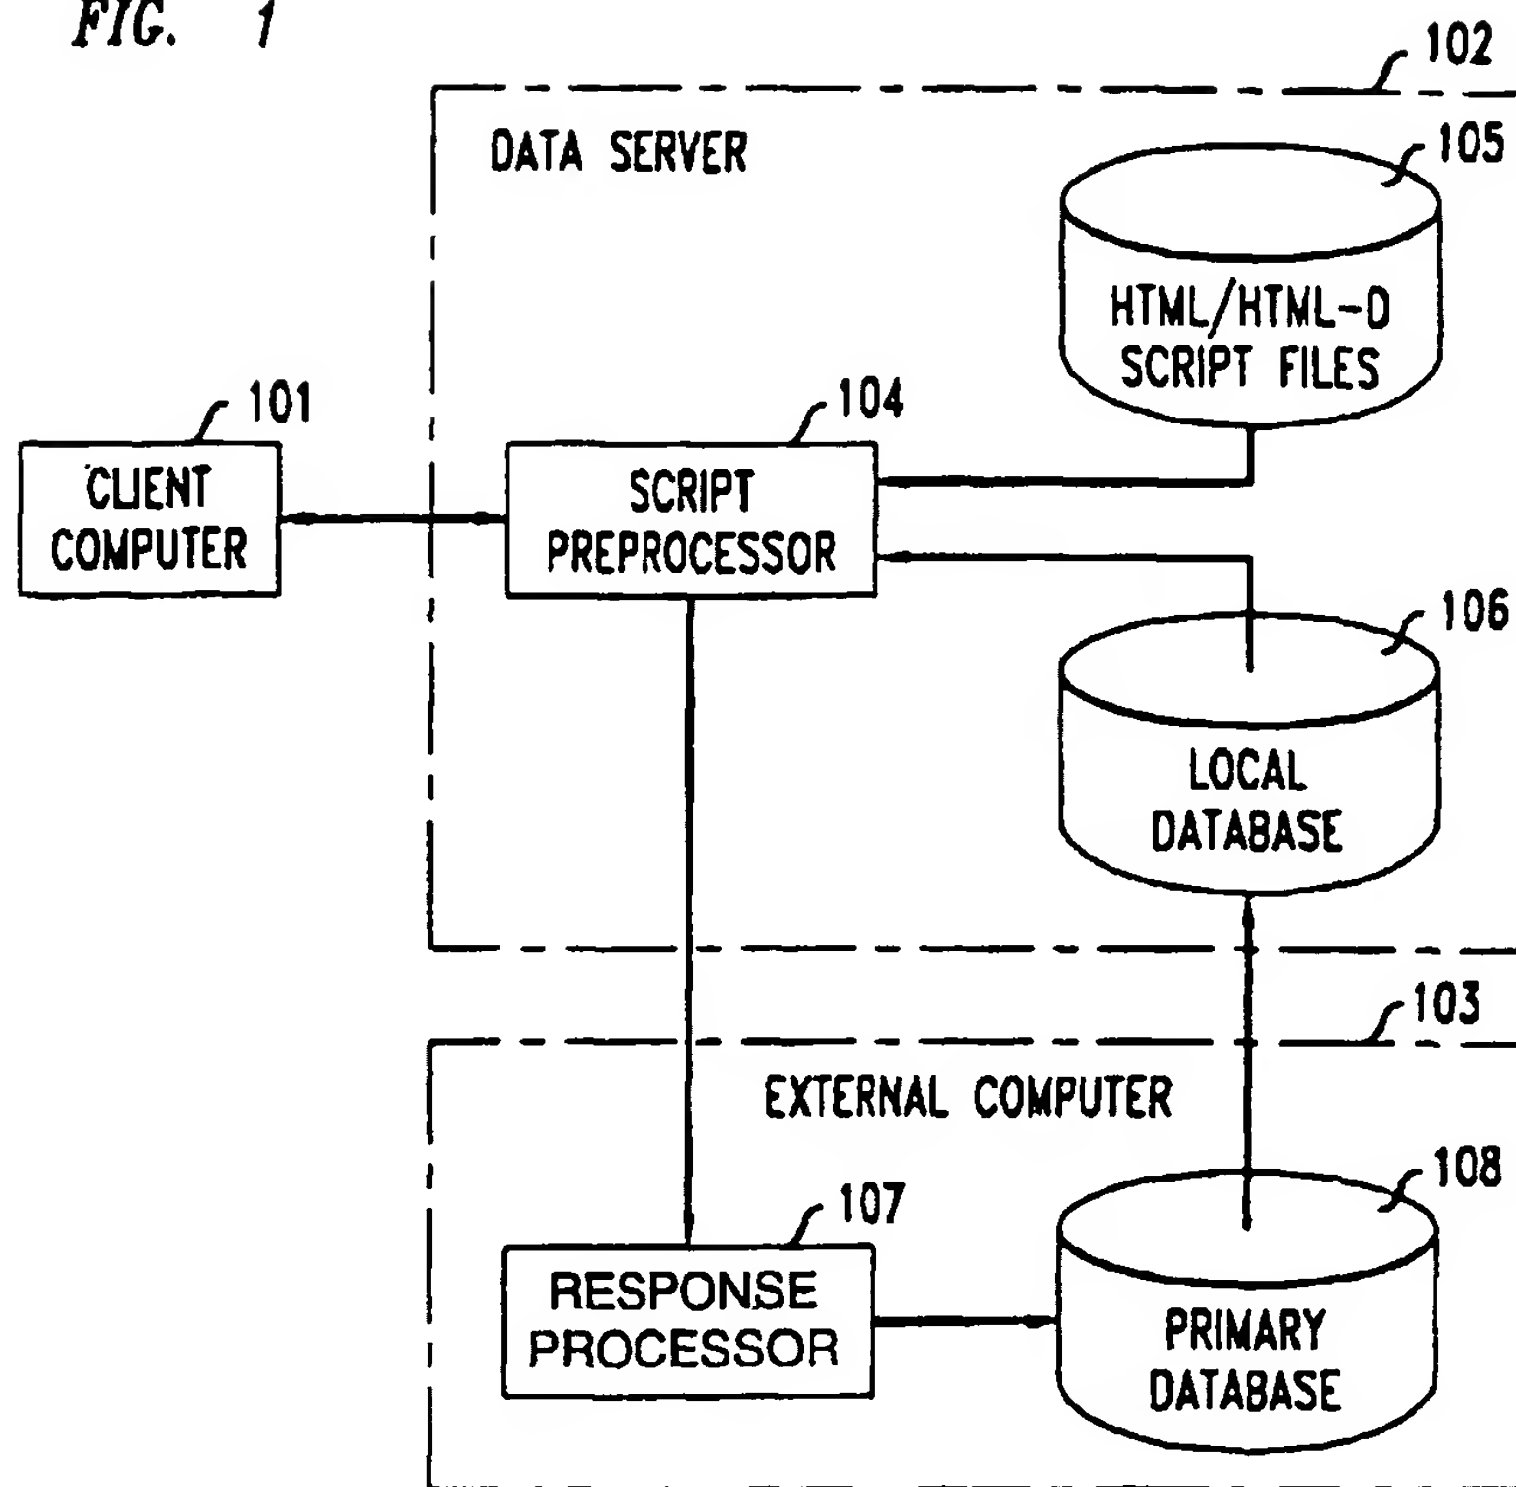 FIG. 1
102
DATA SERVER
105
HTML/HTML-D
SCRIPT FILES
101
CLIENT
COMPUTER
104
SCRIPT
PREPROCESSOR
106
LOCAL
DATABASE
103
EXTERNAL COMPUTER
108
107
RESPONSE
PROCESSOR
PRIMARY
DATABASE